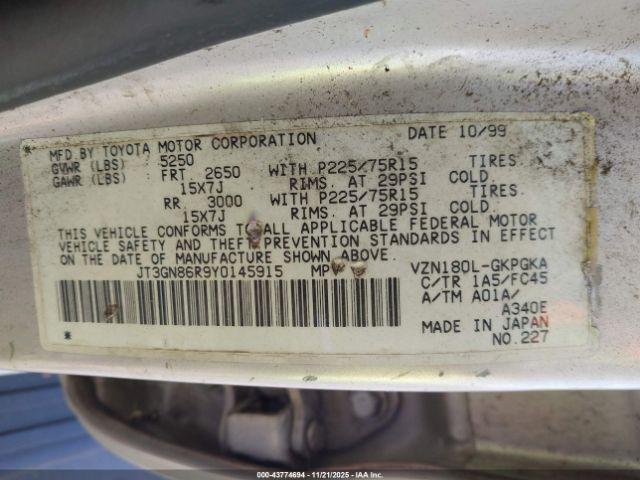 MFD BY TOYOTA MOTOR CORPORATION DATE 10/99
GVWR (LBS) 5250
GAWR (LBS) : FRT. 2650 WITH P225/75R15 TIRES
15X7J RIMS. AT 29PSI COLD.
RR. 3000 WITH P225/75R15 TIRES
15X7J RIMS. AT 29PSI COLD.
THIS VEHICLE CONFORMS TO ALL APPLICABLE FEDERAL MOTOR
VEHICLE SAFETY AND THEFT PREVENTION STANDARDS IN EFFECT
ON THE DATE OF MANUFACTURE SHOWN ABOVE.
JT3GN86R9Y0145915 MPV VZN180L-GKPGKA
C/TR 1A5/FC45
A/TM A01A/
A340E
* MADE IN JAPAN
NO.227
000-43774694 - 11/21/2025 - IAA Inc.